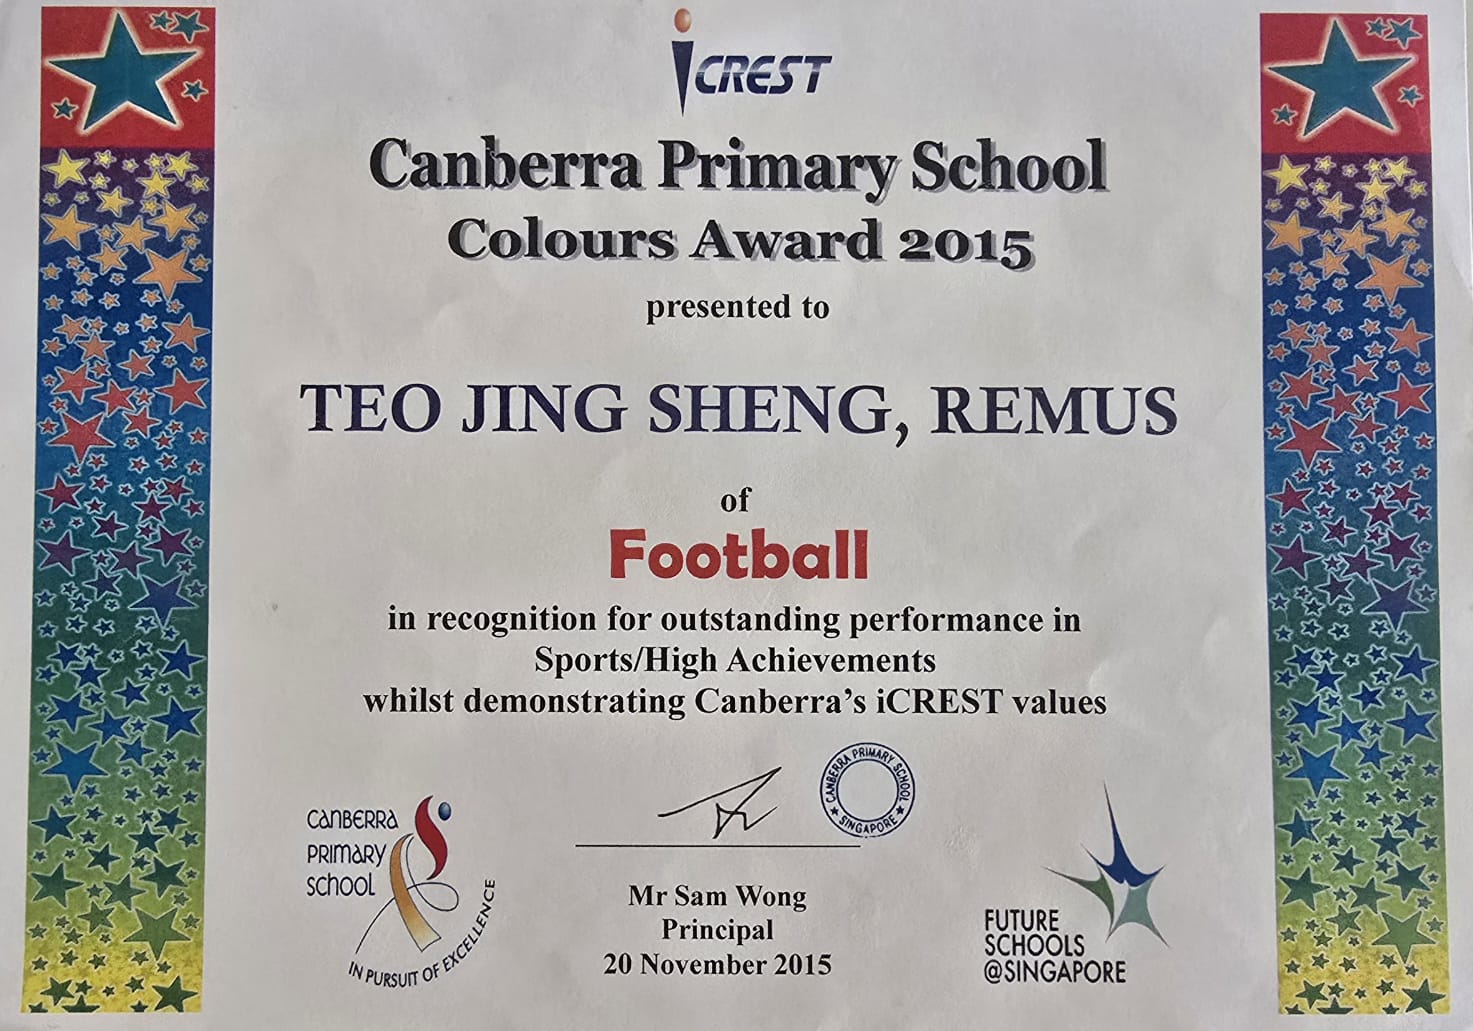 iCREST
Canberra Primary School
Colours Award 2015
presented to
TEO JING SHENG, REMUS
of
Football
in recognition for outstanding performance in
Sports/High Achievements
whilst demonstrating Canberra's iCREST values
CANBERRA PRIMARY SCHOOL
★ SINGAPORE ★
CANBERRA
PRIMARY
SCHOOL
IN PURSUIT OF EXCELLENCE
Mr Sam Wong
Principal
20 November 2015
FUTURE
SCHOOLS
@SINGAPORE